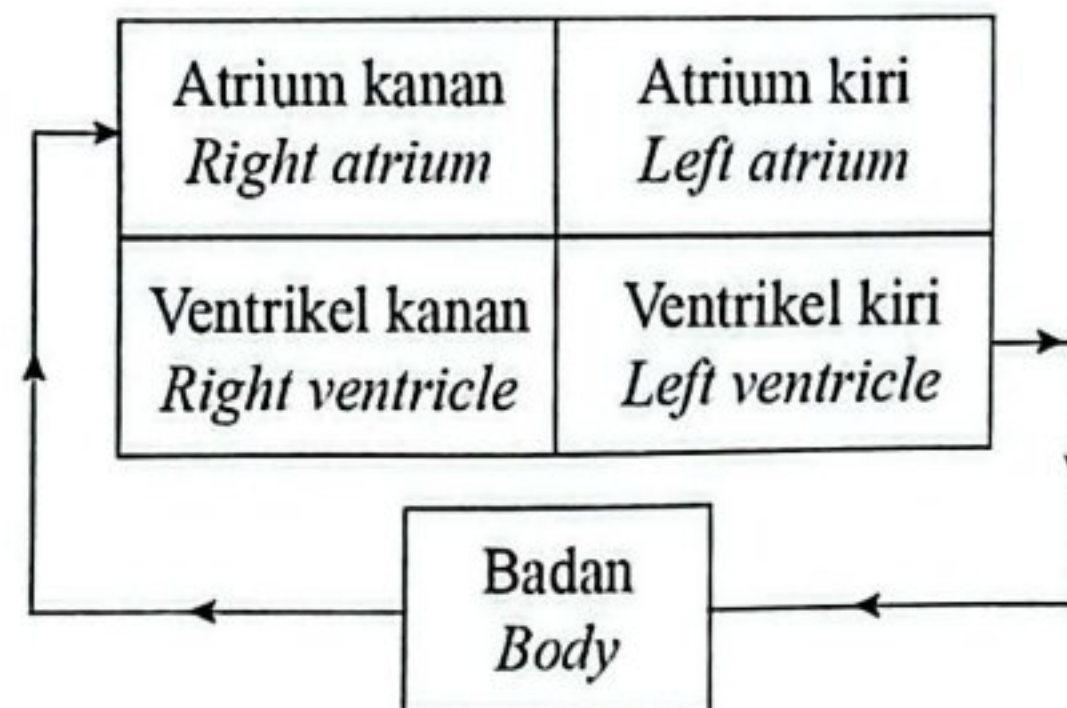 Atrium kanan
Right atrium
Atrium kiri
Left atrium
Ventrikel kanan
Right ventricle
Ventrikel kiri
Left ventricle
Badan
Body